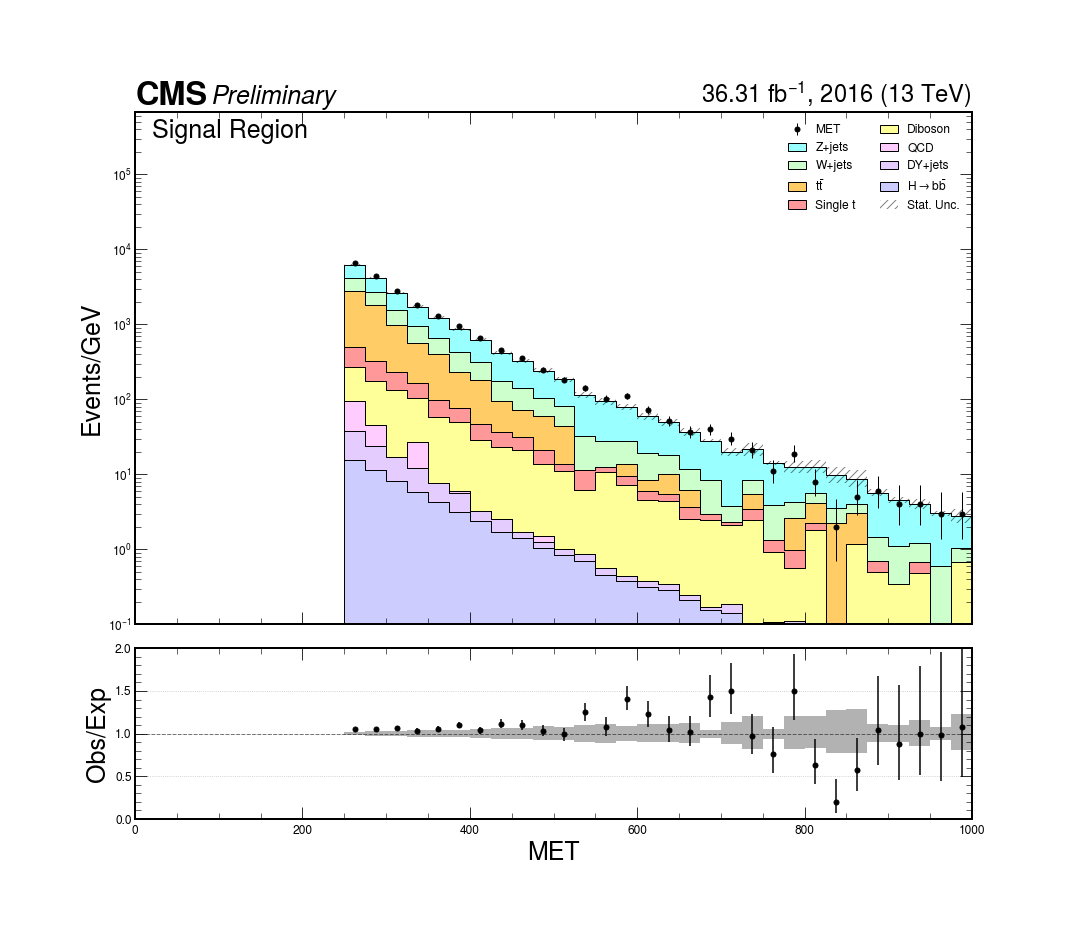 CMS Preliminary 36.31 fb⁻¹, 2016 (13 TeV)
Signal Region
MET Diboson
Z+jets QCD
W+jets DY+jets
tt̄ H→bb̄
Single t Stat. Unc.
Events/GeV
10⁵
10⁴
10³
10²
10¹
10⁰
10⁻¹
Obs/Exp
2.0
1.5
1.0
0.5
0.0
0 200 400 600 800 1000
MET